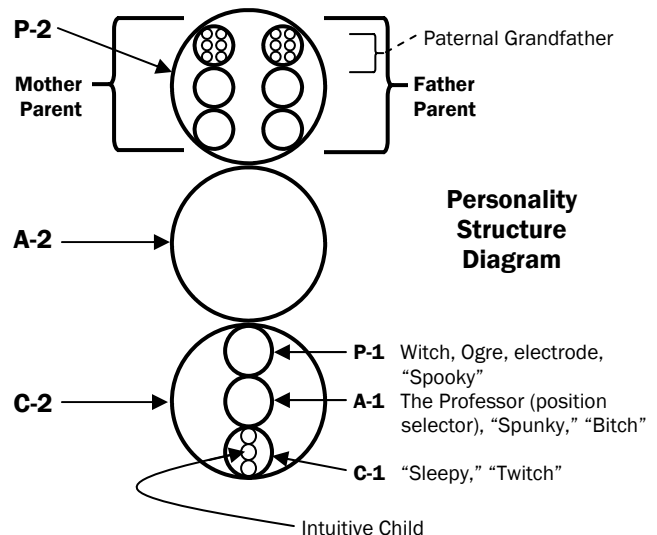 P-2
Paternal Grandfather
Mother
Parent
Father
Parent
Personality
Structure
Diagram
A-2
P-1 Witch, Ogre, electrode,
“Spooky”
C-2
A-1 The Professor (position
selector), “Spunky,” “Bitch”
C-1 “Sleepy,” “Twitch”
Intuitive Child